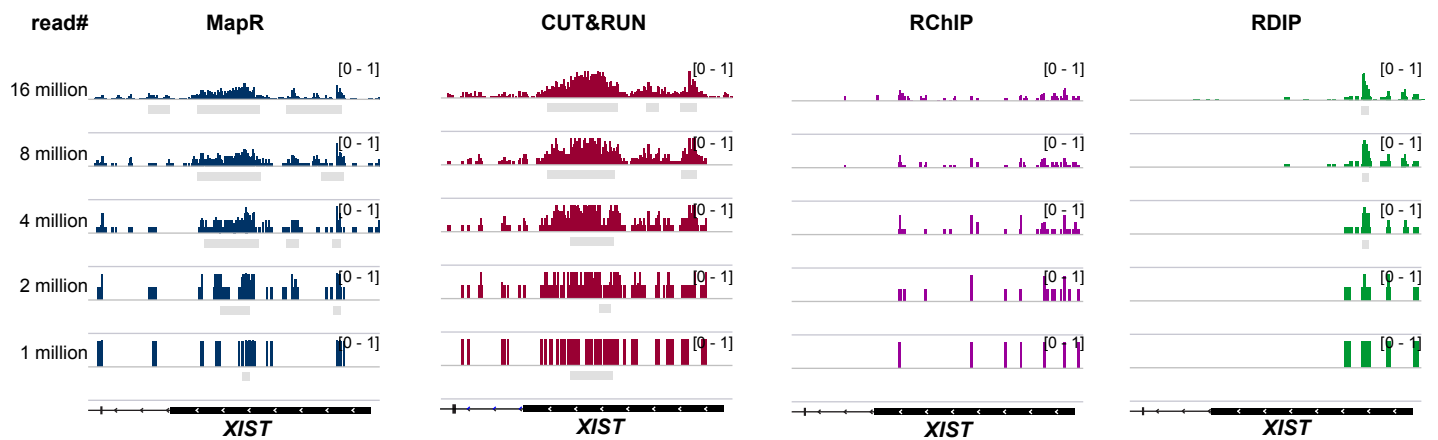 read# MapR CUT&RUN RChIP RDIP
16 million [0 - 1] [0 - 1] [0 - 1] [0 - 1]
8 million [0 - 1] [0 - 1] [0 - 1] [0 - 1]
4 million [0 - 1] [0 - 1] [0 - 1] [0 - 1]
2 million [0 - 1] [0 - 1] [0 - 1] [0 - 1]
1 million [0 - 1] [0 - 1] [0 - 1] [0 - 1]
XIST XIST XIST XIST